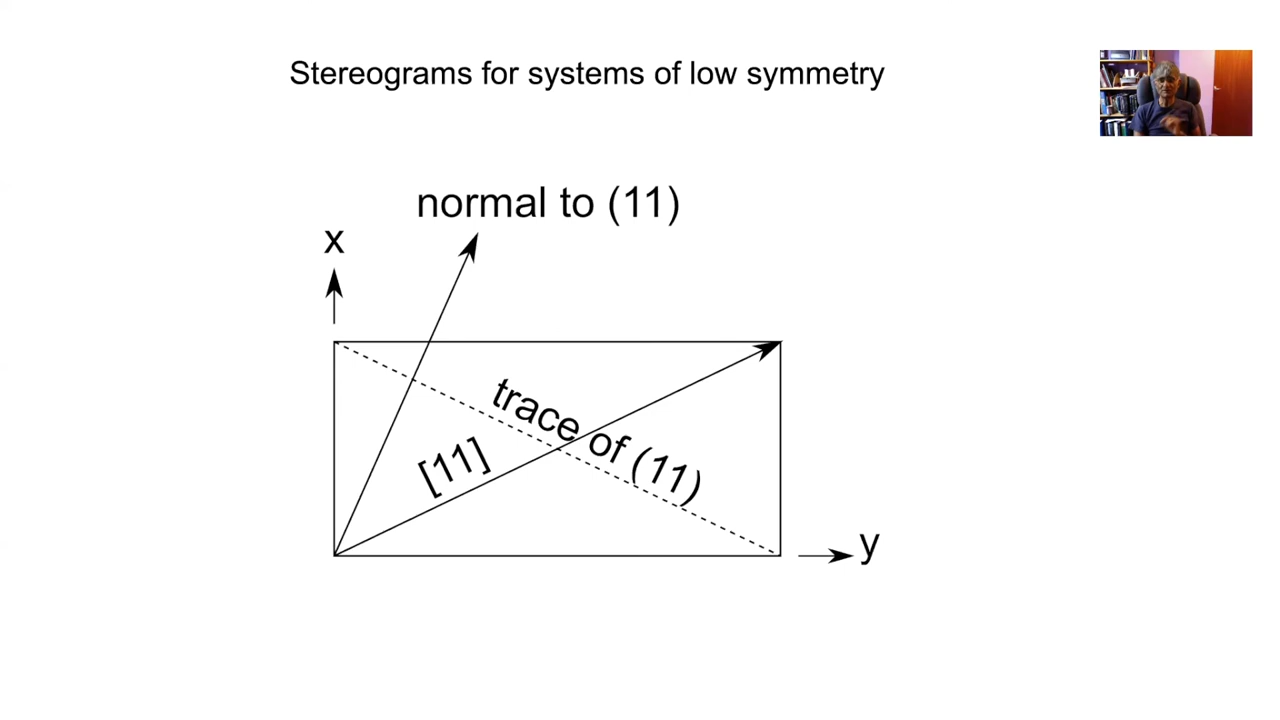 Stereograms for systems of low symmetry
normal to (11)
x
trace of (11)
[11]
y